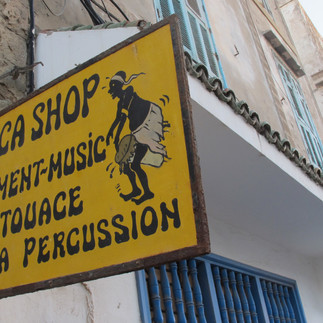 CA SHOP
MENT-MUSIC
TOUACE
A PERCUSSION